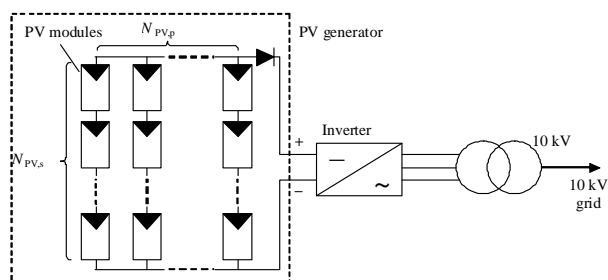 N PV,p
PV modules
PV generator
N PV,s
+
Inverter
10 kV
–
~
–
10 kV
grid